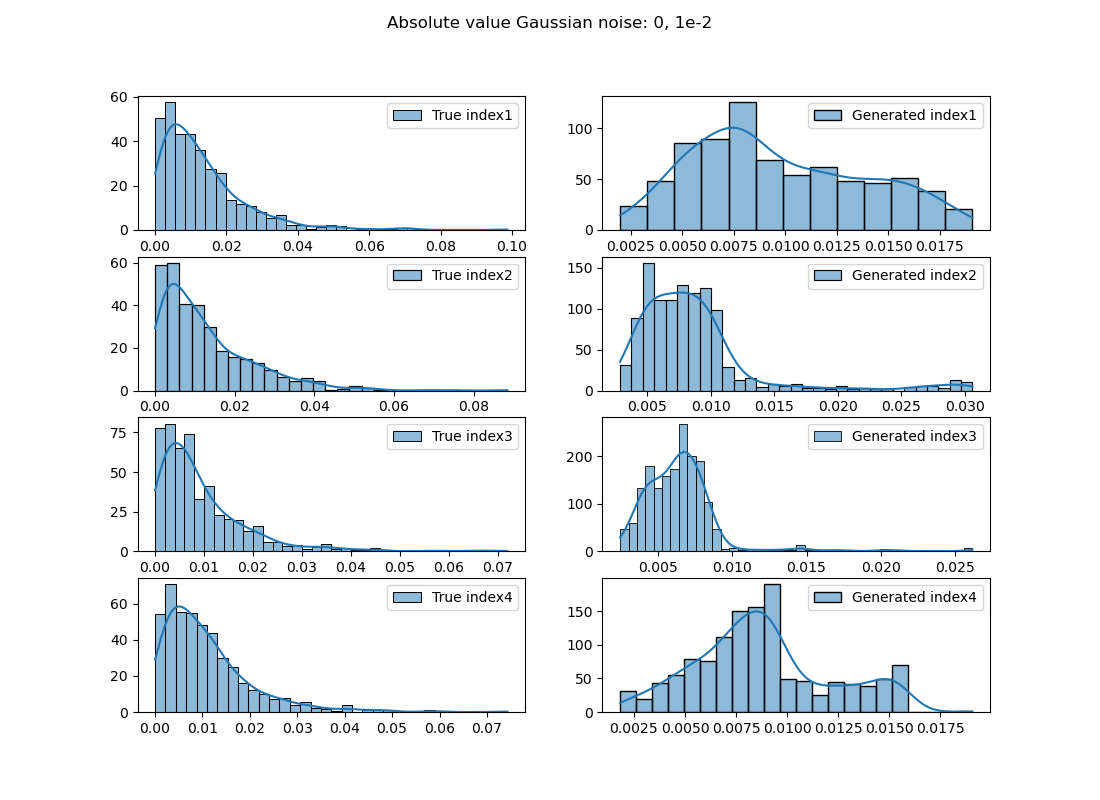 Absolute value Gaussian noise: 0, 1e-2
60
40
20
0
True index1
0.00 0.02 0.04 0.06 0.08 0.10
100
50
0
Generated index1
0.0025 0.0050 0.0075 0.0100 0.0125 0.0150 0.0175
60
40
20
0
True index2
0.00 0.02 0.04 0.06 0.08
150
100
50
0
Generated index2
0.005 0.010 0.015 0.020 0.025 0.030
75
50
25
0
True index3
0.00 0.01 0.02 0.03 0.04 0.05 0.06 0.07
200
100
0
Generated index3
0.005 0.010 0.015 0.020 0.025
60
40
20
0
True index4
0.00 0.01 0.02 0.03 0.04 0.05 0.06 0.07
150
100
50
0
Generated index4
0.0025 0.0050 0.0075 0.0100 0.0125 0.0150 0.0175